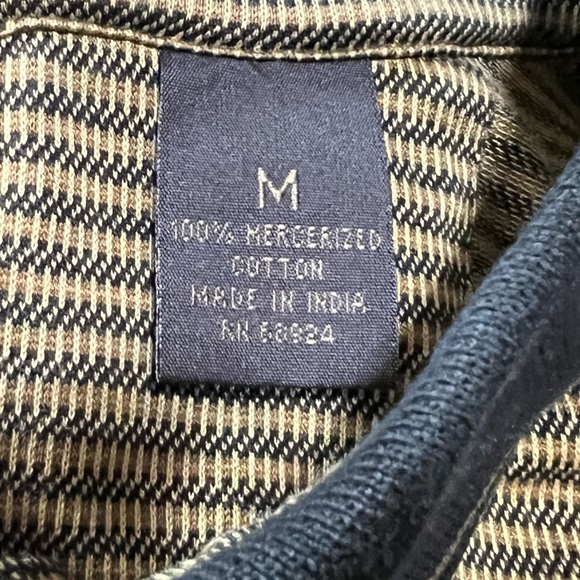 M
100% MERCERIZED
COTTON
MADE IN INDIA
RN